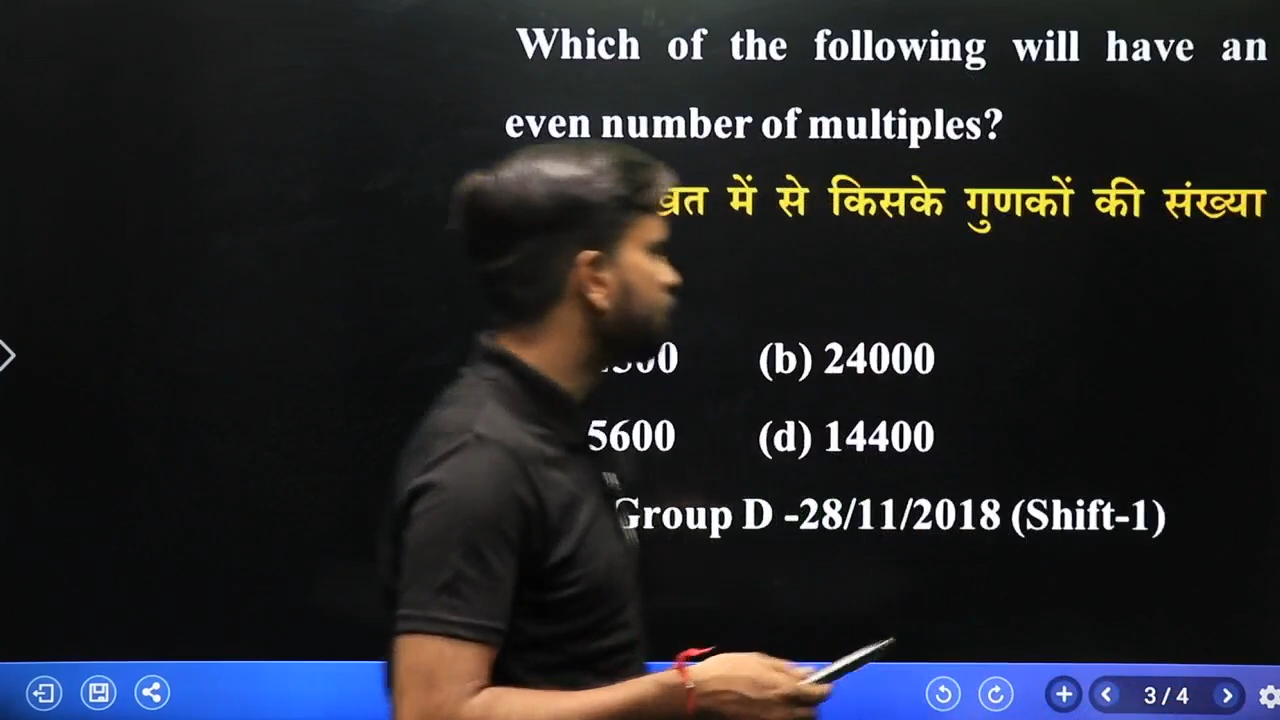 Which of the following will have an
even number of multiples?
में से किसके गुणकों की संख्या
(b) 24000
5600 (d) 14400
Group D -28/11/2018 (Shift-1)
3/4